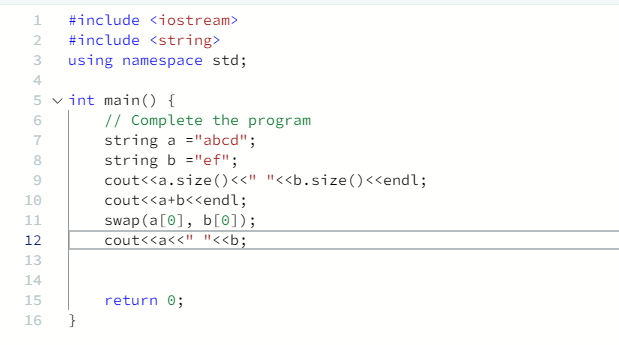 1 #include <iostream>
2 #include <string>
3 using namespace std;
4
5 int main() {
6 // Complete the program
7 string a ="abcd";
8 string b ="ef";
9 cout<<a.size()<<" "<<b.size()<<endl;
10 cout<<a+b<<endl;
11 swap(a[0], b[0]);
12 cout<<a<<" "<<b;
13
14
15 return 0;
16 }